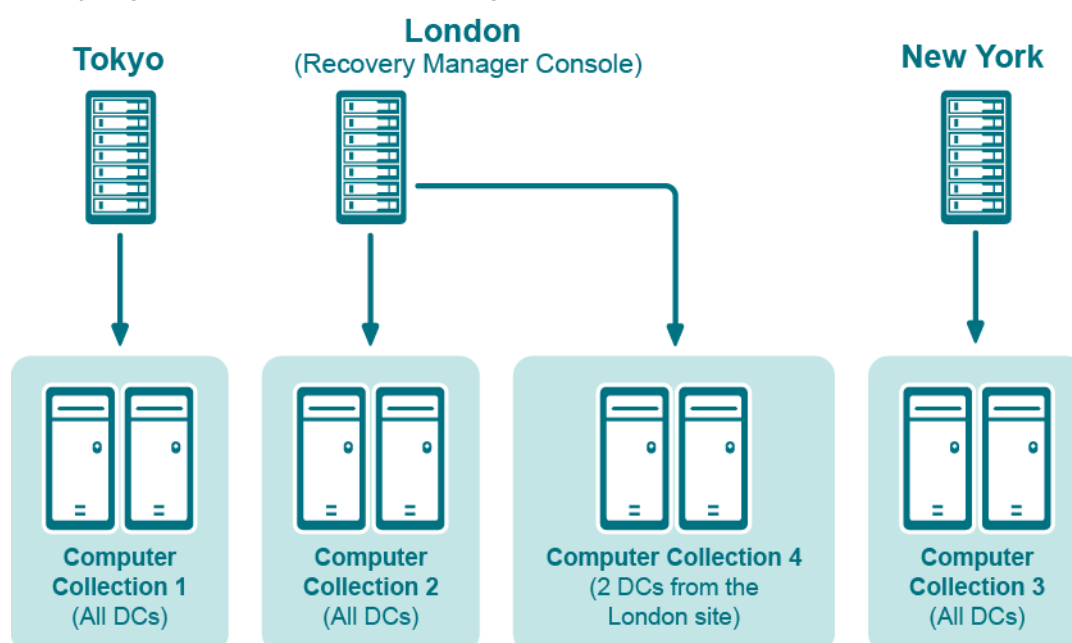 Tokyo
London
(Recovery Manager Console)
New York
Computer
Collection 1
(All DCs)
Computer
Collection 2
(All DCs)
Computer Collection 4
(2 DCs from the
London site)
Computer
Collection 3
(All DCs)